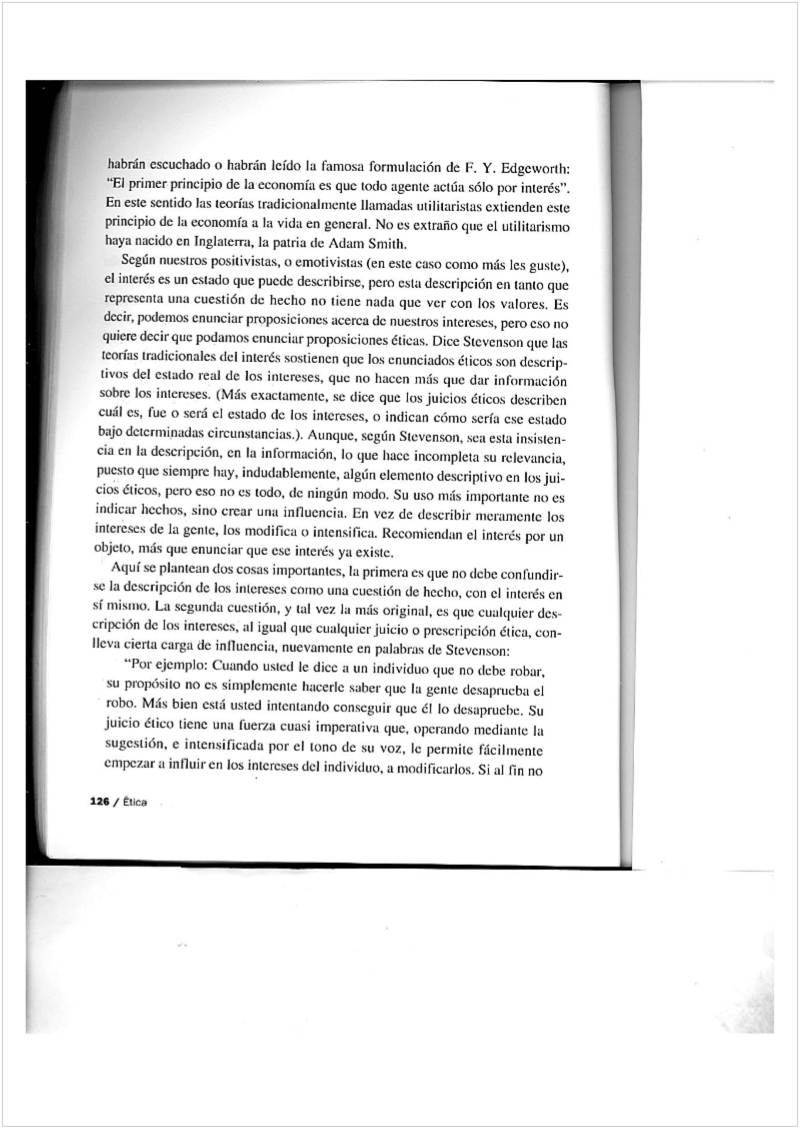 habrán escuchado o habrán leído la famosa formulación de F. Y. Edgeworth:
“El primer principio de la economía es que todo agente actúa sólo por interés”.
En este sentido las teorías tradicionalmente llamadas utilitaristas extienden este
principio de la economía a la vida en general. No es extraño que el utilitarismo
haya nacido en Inglaterra, la patria de Adam Smith.
Según nuestros positivistas, o emotivistas (en este caso como más les guste),
el interés es un estado que puede describirse, pero esta descripción en tanto que
representa una cuestión de hecho no tiene nada que ver con los valores. Es
decir, podemos enunciar proposiciones acerca de nuestros intereses, pero eso no
quiere decir que podamos enunciar proposiciones éticas. Dice Stevenson que las
teorías tradicionales del interés sostienen que los enunciados éticos son descrip-
tivos del estado real de los intereses, que no hacen más que dar información
sobre los intereses. (Más exactamente, se dice que los juicios éticos describen
cuál es, fue o será el estado de los intereses, o indican cómo sería ese estado
bajo determinadas circunstancias.). Aunque, según Stevenson, sea esta insisten-
cia en la descripción, en la información, lo que hace incompleta su relevancia,
puesto que siempre hay, indudablemente, algún elemento descriptivo en los jui-
cios éticos, pero eso no es todo, de ningún modo. Su uso más importante no es
indicar hechos, sino crear una influencia. En vez de describir meramente los
intereses de la gente, los modifica o intensifica. Recomiendan el interés por un
objeto, más que enunciar que ese interés ya existe.
Aquí se plantean dos cosas importantes, la primera es que no debe confundir-
se la descripción de los intereses como una cuestión de hecho, con el interés en
sí mismo. La segunda cuestión, y tal vez la más original, es que cualquier des-
cripción de los intereses, al igual que cualquier juicio o prescripción ética, con-
lleva cierta carga de influencia, nuevamente en palabras de Stevenson:
“Por ejemplo: Cuando usted le dice a un individuo que no debe robar,
su propósito no es simplemente hacerle saber que la gente desaprueba el
robo. Más bien está usted intentando conseguir que él lo desapruebe. Su
juicio ético tiene una fuerza cuasi imperativa que, operando mediante la
sugestión, e intensificada por el tono de su voz, le permite fácilmente
empezar a influir en los intereses del individuo, a modificarlos. Si al fin no
126 / Ética